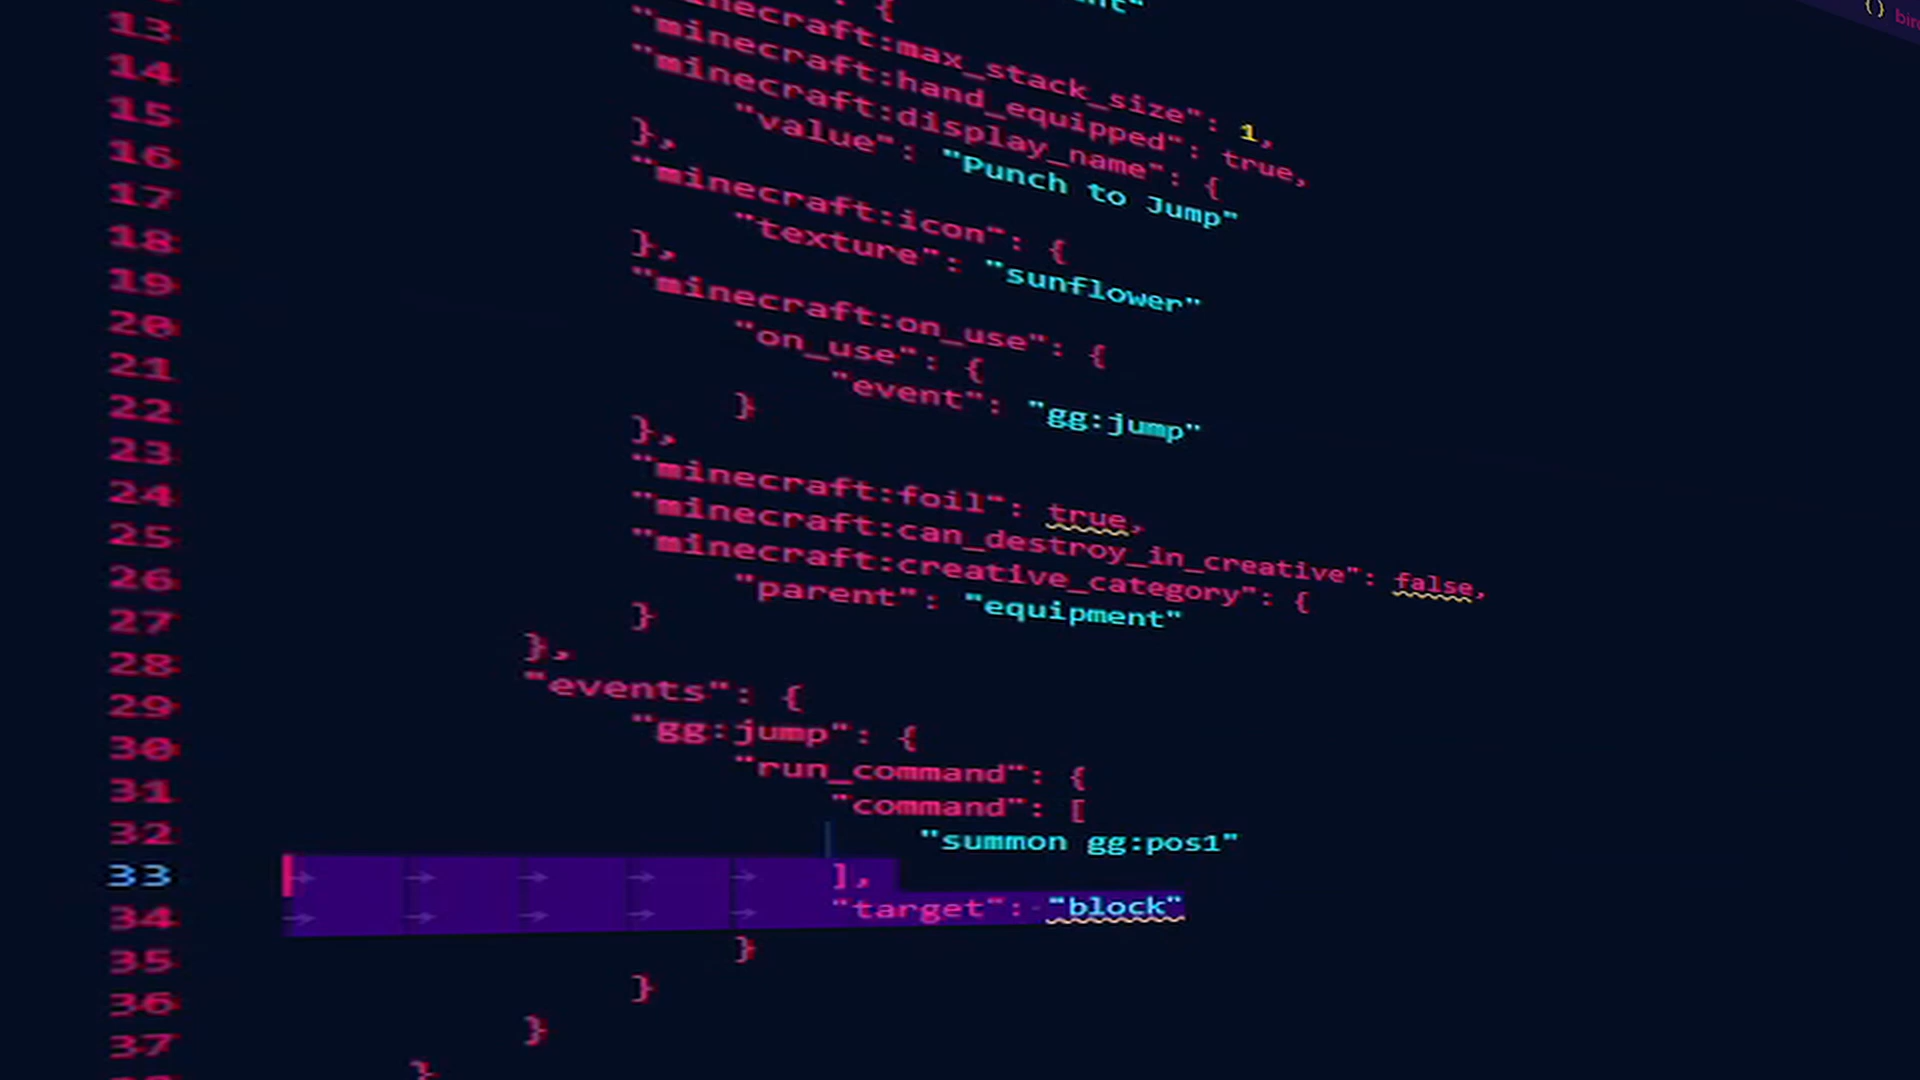 {
minecraft:max_stack_size": 1,
"minecraft:hand_equipped": true,
"minecraft:display_name": {
"value": "Punch to Jump"
},
"minecraft:icon": {
"texture": "sunflower"
},
"minecraft:on_use": {
"on_use": {
"event": "gg:jump"
}
},
"minecraft:foil": true,
"minecraft:can_destroy_in_creative": false,
"minecraft:creative_category": {
"parent": "equipment"
}
},
"events": {
"gg:jump": {
"run_command": {
"command": [
"summon gg:pos1"
],
"target": "block"
}
}
}
}
13
14
15
16
17
18
19
20
21
22
23
24
25
26
27
28
29
30
31
32
33
34
35
36
37
{}